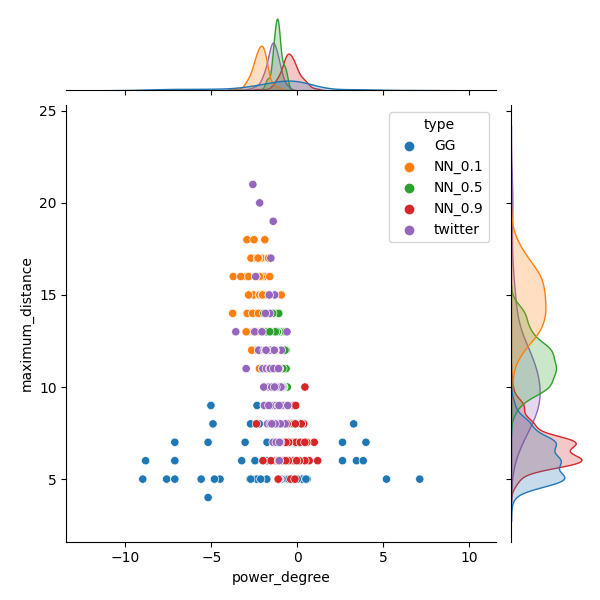 25
20
15
10
5
maximum_distance
type
GG
NN_0.1
NN_0.5
NN_0.9
twitter
−10
−5
0
5
10
power_degree